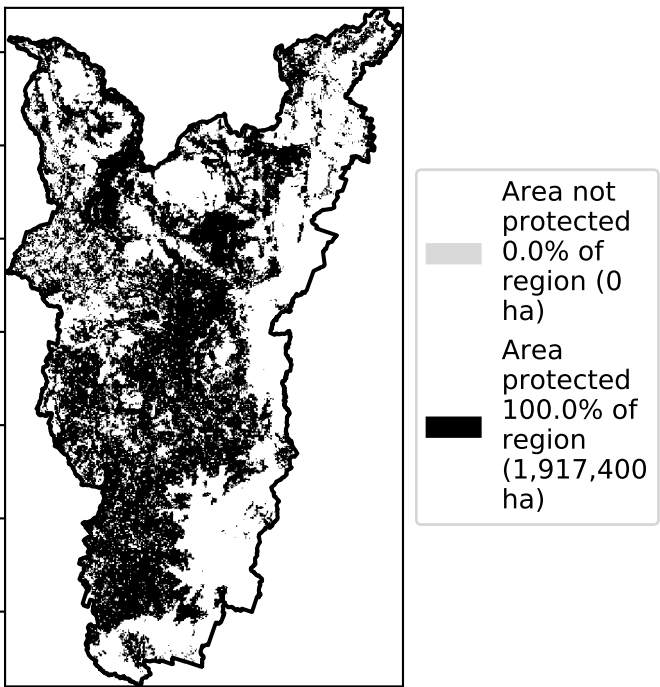 Area not
protected
0.0% of
region (0
ha)
Area
protected
100.0% of
region
(1,917,400
ha)